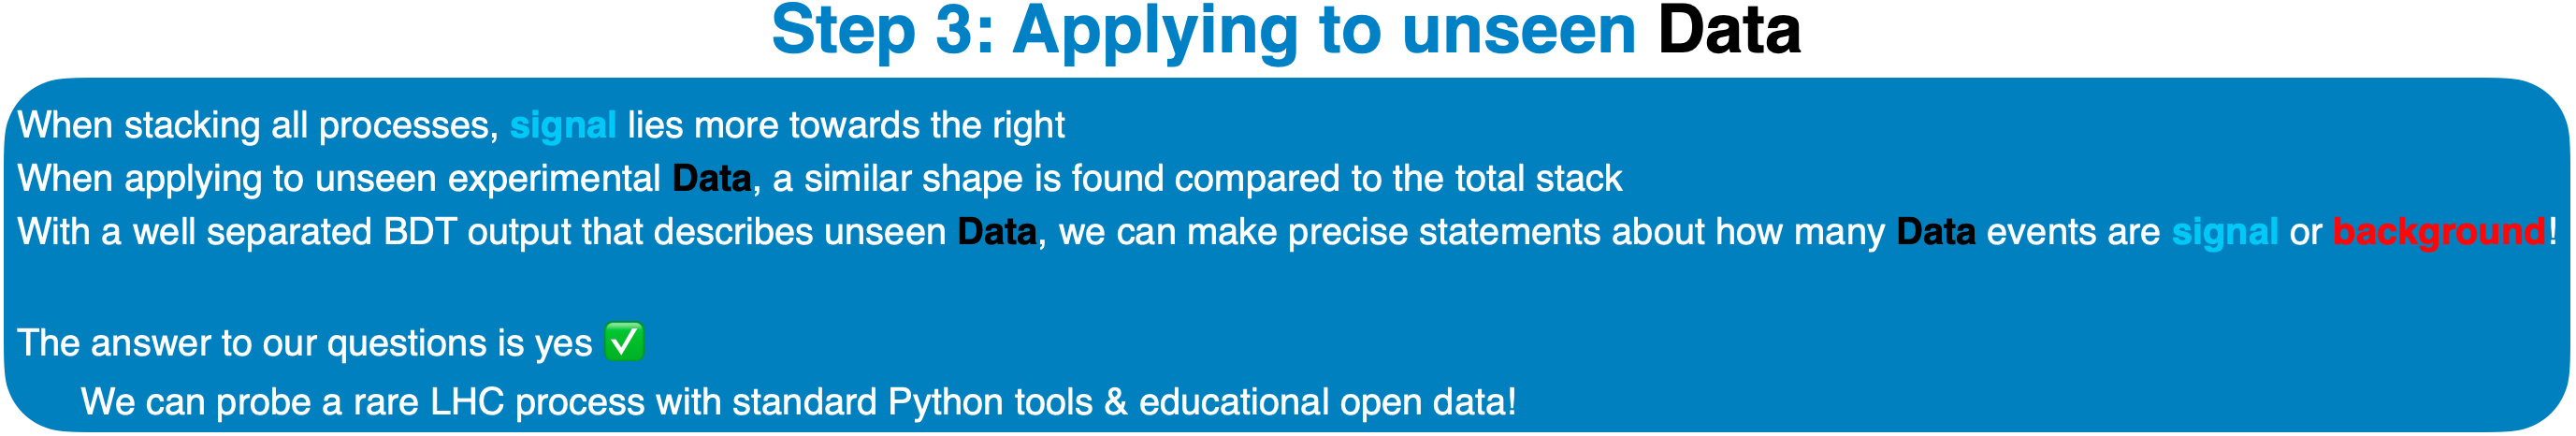 Step 3: Applying to unseen Data
When stacking all processes, signal lies more towards the right
When applying to unseen experimental Data, a similar shape is found compared to the total stack
With a well separated BDT output that describes unseen Data, we can make precise statements about how many Data events are signal or background!
The answer to our questions is yes ✅
We can probe a rare LHC process with standard Python tools & educational open data!